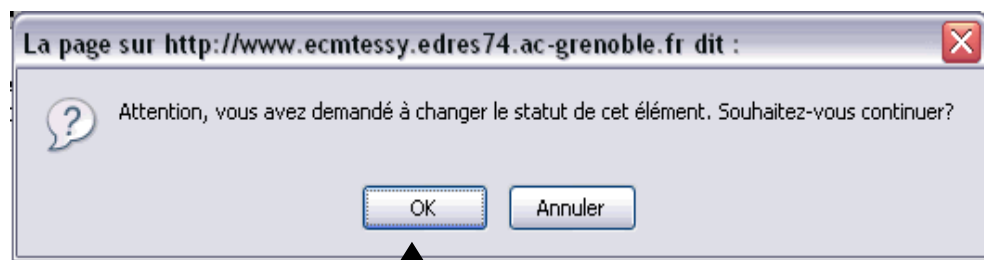 La page sur http://www.ecmtessy.edres74.ac-grenoble.fr dit :
Attention, vous avez demandé à changer le statut de cet élément. Souhaitez-vous continuer?
OK
Annuler